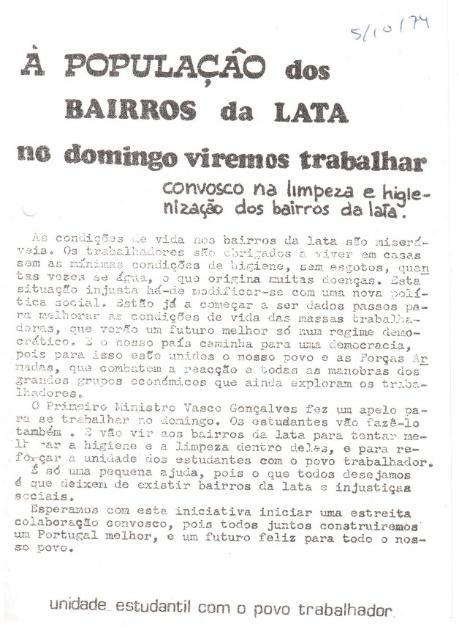 5/10/74
À POPULAÇÂO dos
BAIRROS da LATA
no domingo viremos trabalhar
convosco na limpeza e higie-
nização dos bairros da lata.
As condições de vida nos bairros da lata são miserá-
veis. Os trabalhadores são obrigados a viver em casas
sem as mínimas condições de higiene, sem esgotos, quan
tas vezes se água, o que origina muitas doenças. Esta
situação injusta há-de modificar-se com uma nova polí-
tica social. Estão já a começar a ser dados passos pa-
ra melhorar as condições de vida das massas trabalha-
doras, que verão um futuro melhor só num regime demo-
crático. E o nosso país caminha para uma democracia,
pois para isso estão unidos o nosso povo e as Forças Ar
madas, que combatem a reacção e todas as manobras dos
grandes grupos económicos que ainda exploram os traba-
lhadores.
O Primeiro Ministro Vasco Gonçalves fez um apelo pa-
ra se trabalhar no domingo. Os estudantes vão fazê-lo
também . E vão vir aos bairros da lata para tentar me-
lhrar a higiene e a limpeza dentro deles, e para re-
forçar a unidade dos estudantes com o povo trabalhador.
É só uma pequena ajuda, pois o que todos desejamos
é que deixem de existir bairros da lata e injustiças
sociais.
Esperamos com esta iniciativa iniciar uma estreita
colaboração convosco, pois todos juntos construiremos
um Portugal melhor, e um futuro feliz para todo o nos-
so povo.
unidade estudantil com o povo trabalhador